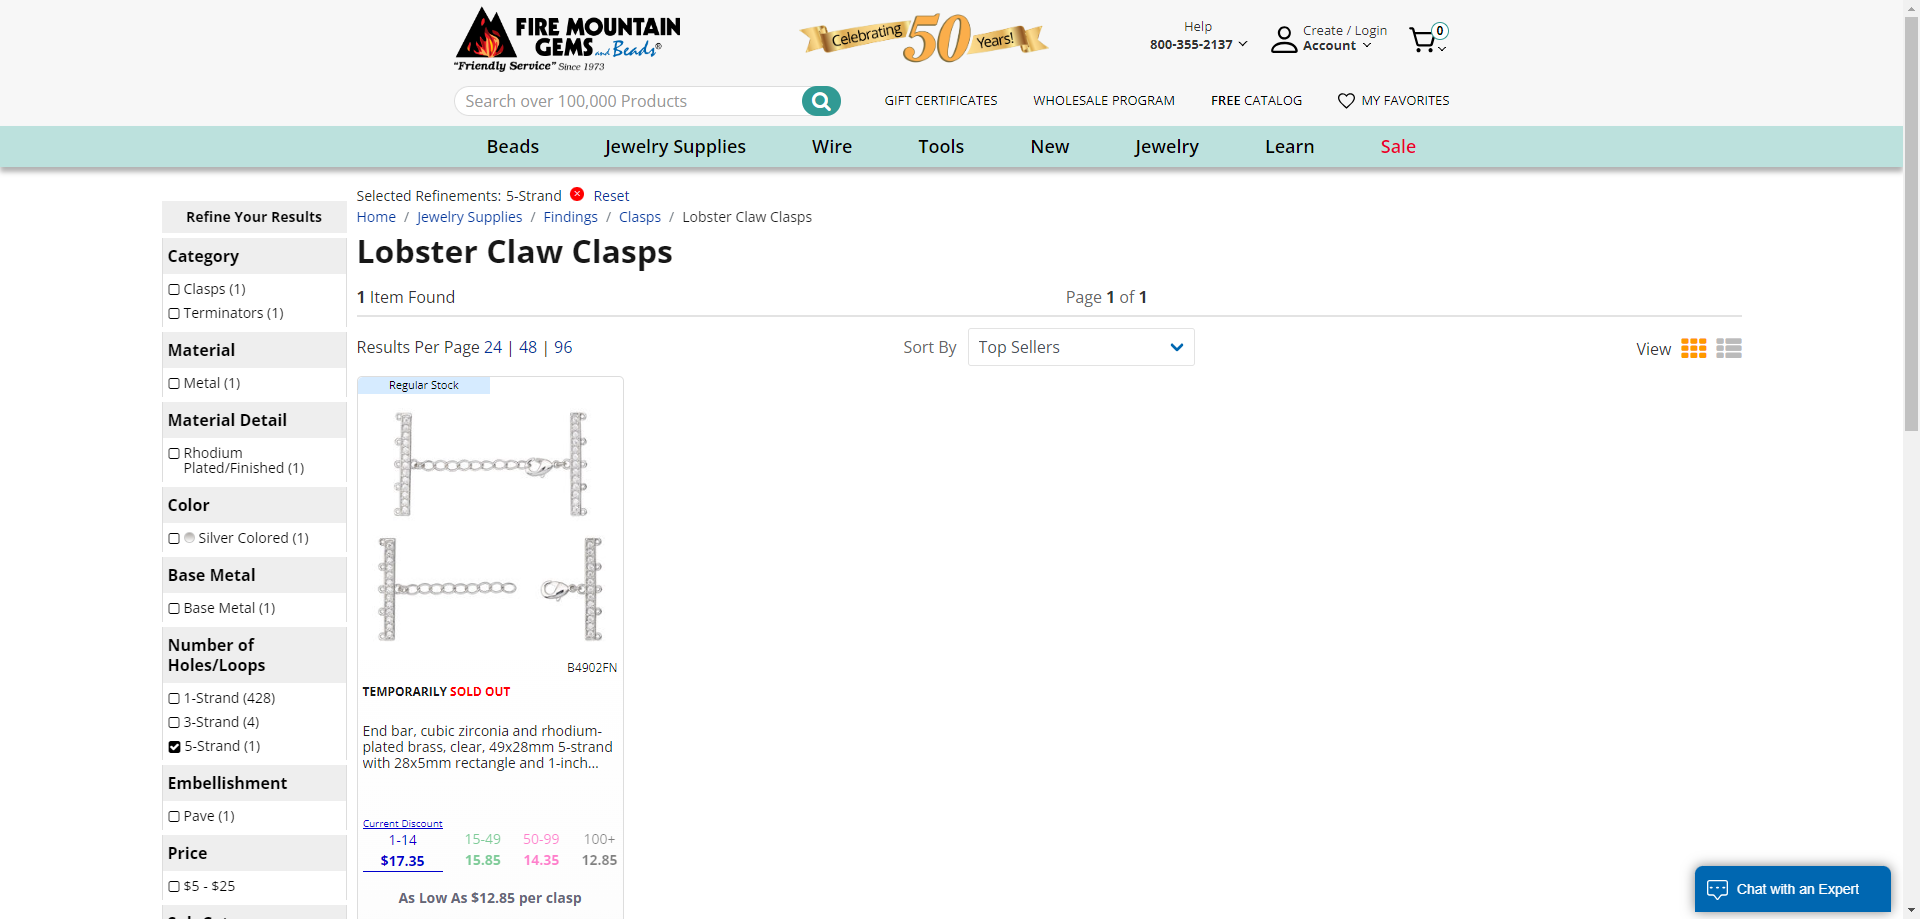 FIRE MOUNTAIN
GEMS and Beads®
"Friendly Service" Since 1973
Celebrating 50 Years!
Help
800-355-2137
Create / Login
Account
0
Search over 100,000 Products
GIFT CERTIFICATES
WHOLESALE PROGRAM
FREE CATALOG
MY FAVORITES
Beads
Jewelry Supplies
Wire
Tools
New
Jewelry
Learn
Sale
Selected Refinements: 5-Strand Reset
Home / Jewelry Supplies / Findings / Clasps / Lobster Claw Clasps
Lobster Claw Clasps
1 Item Found
Page 1 of 1
Results Per Page 24 | 48 | 96
Sort By Top Sellers
View
Refine Your Results
Category
Clasps (1)
Terminators (1)
Material
Metal (1)
Material Detail
Rhodium
Plated/Finished (1)
Color
Silver Colored (1)
Base Metal
Base Metal (1)
Number of
Holes/Loops
1-Strand (428)
3-Strand (4)
5-Strand (1)
Embellishment
Pave (1)
Price
$5 - $25
Regular Stock
B4902FN
TEMPORARILY SOLD OUT
End bar, cubic zirconia and rhodium-
plated brass, clear, 49x28mm 5-strand
with 28x5mm rectangle and 1-inch...
Current Discount
1-14 15-49 50-99 100+
$17.35 15.85 14.35 12.85
As Low As $12.85 per clasp
Chat with an Expert